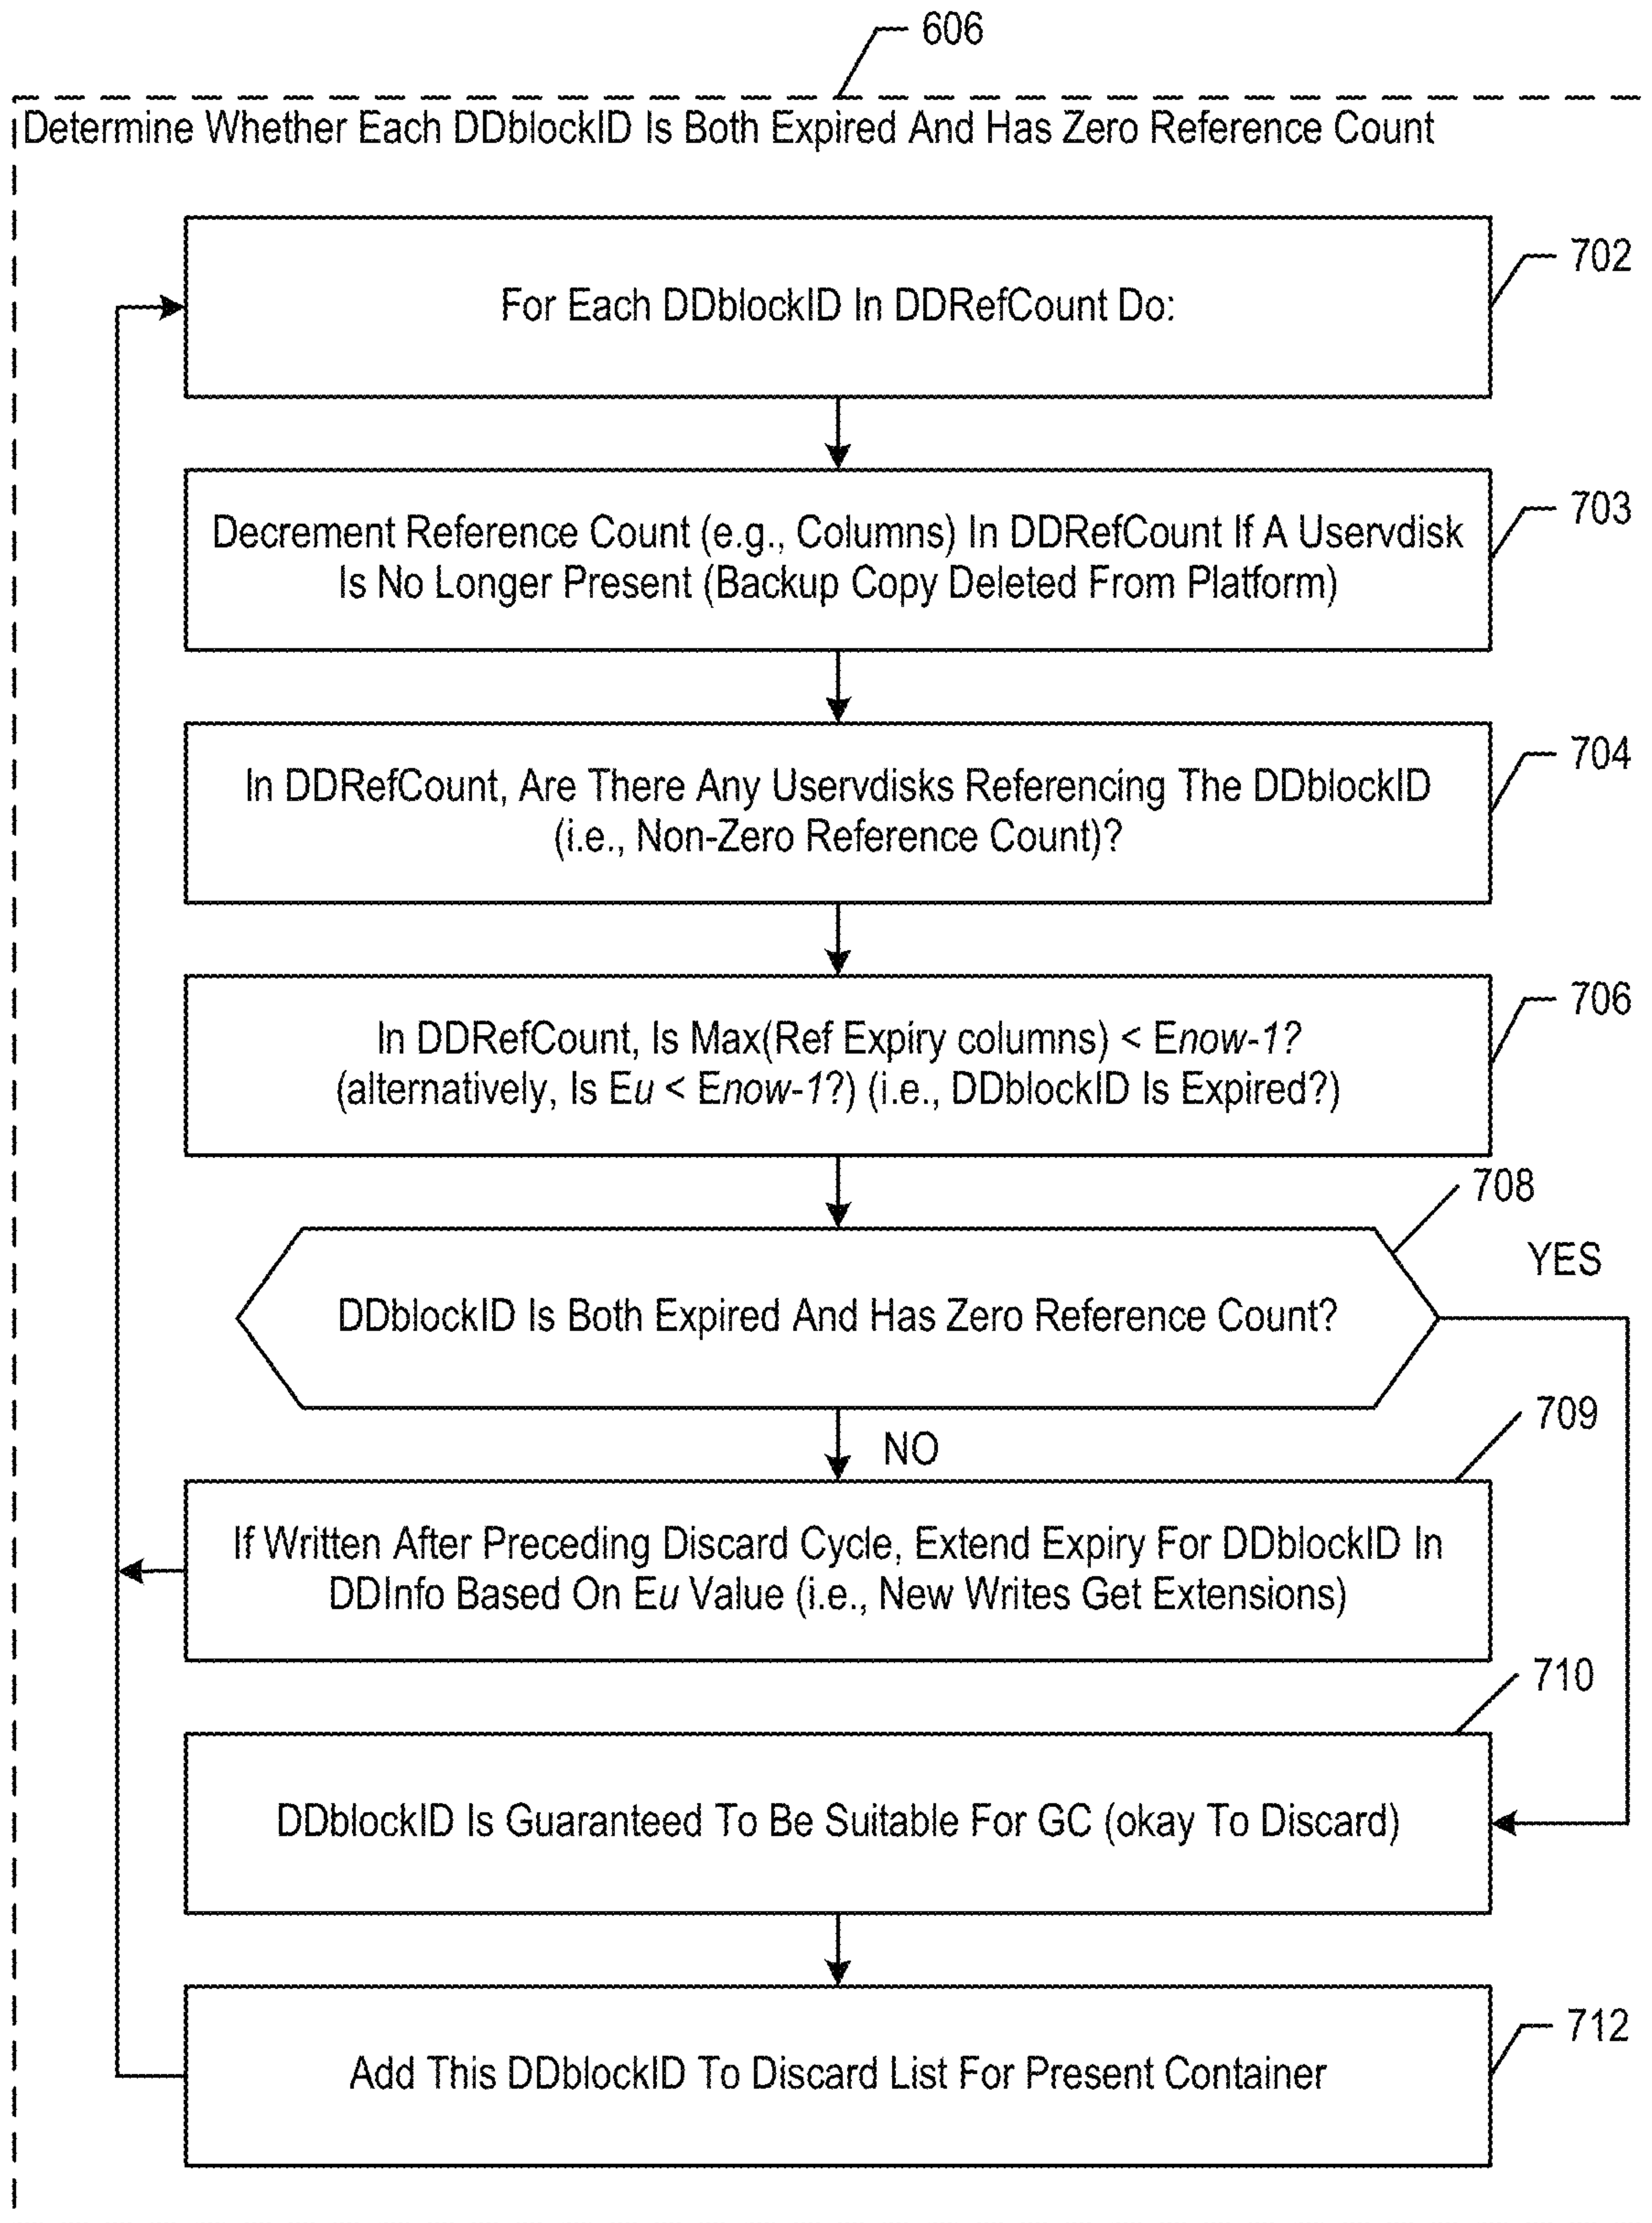 606
Determine Whether Each DDblockID Is Both Expired And Has Zero Reference Count
702
For Each DDblockID In DDRefCount Do:
703
Decrement Reference Count (e.g., Columns) In DDRefCount If A Uservdisk
Is No Longer Present (Backup Copy Deleted From Platform)
704
In DDRefCount, Are There Any Uservdisks Referencing The DDblockID
(i.e., Non-Zero Reference Count)?
706
In DDRefCount, Is Max(Ref Expiry columns) < Enow-1?
(alternatively, Is Eu < Enow-1?) (i.e., DDblockID Is Expired?)
708
YES
DDblockID Is Both Expired And Has Zero Reference Count?
709
NO
If Written After Preceding Discard Cycle, Extend Expiry For DDblockID In
DDInfo Based On Eu Value (i.e., New Writes Get Extensions)
710
DDblockID Is Guaranteed To Be Suitable For GC (okay To Discard)
712
Add This DDblockID To Discard List For Present Container